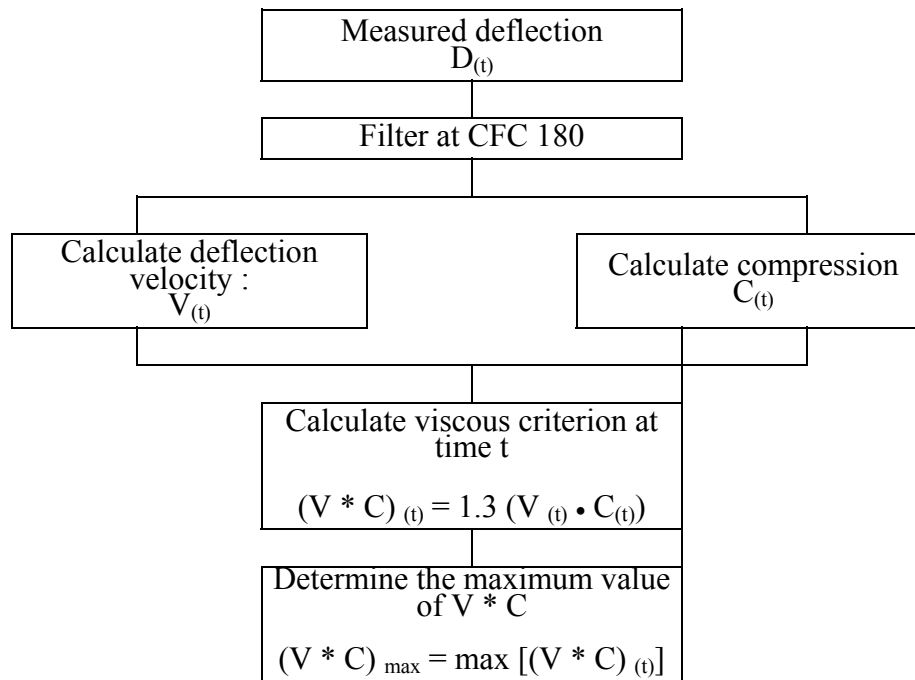 Measured deflection
D(t)
Filter at CFC 180
Calculate deflection
velocity :
V(t)
Calculate compression
C(t)
Calculate viscous criterion at
time t
(V * C) (t) = 1.3 (V (t) • C(t))
Determine the maximum value
of V * C
(V * C) max = max [(V * C) (t)]